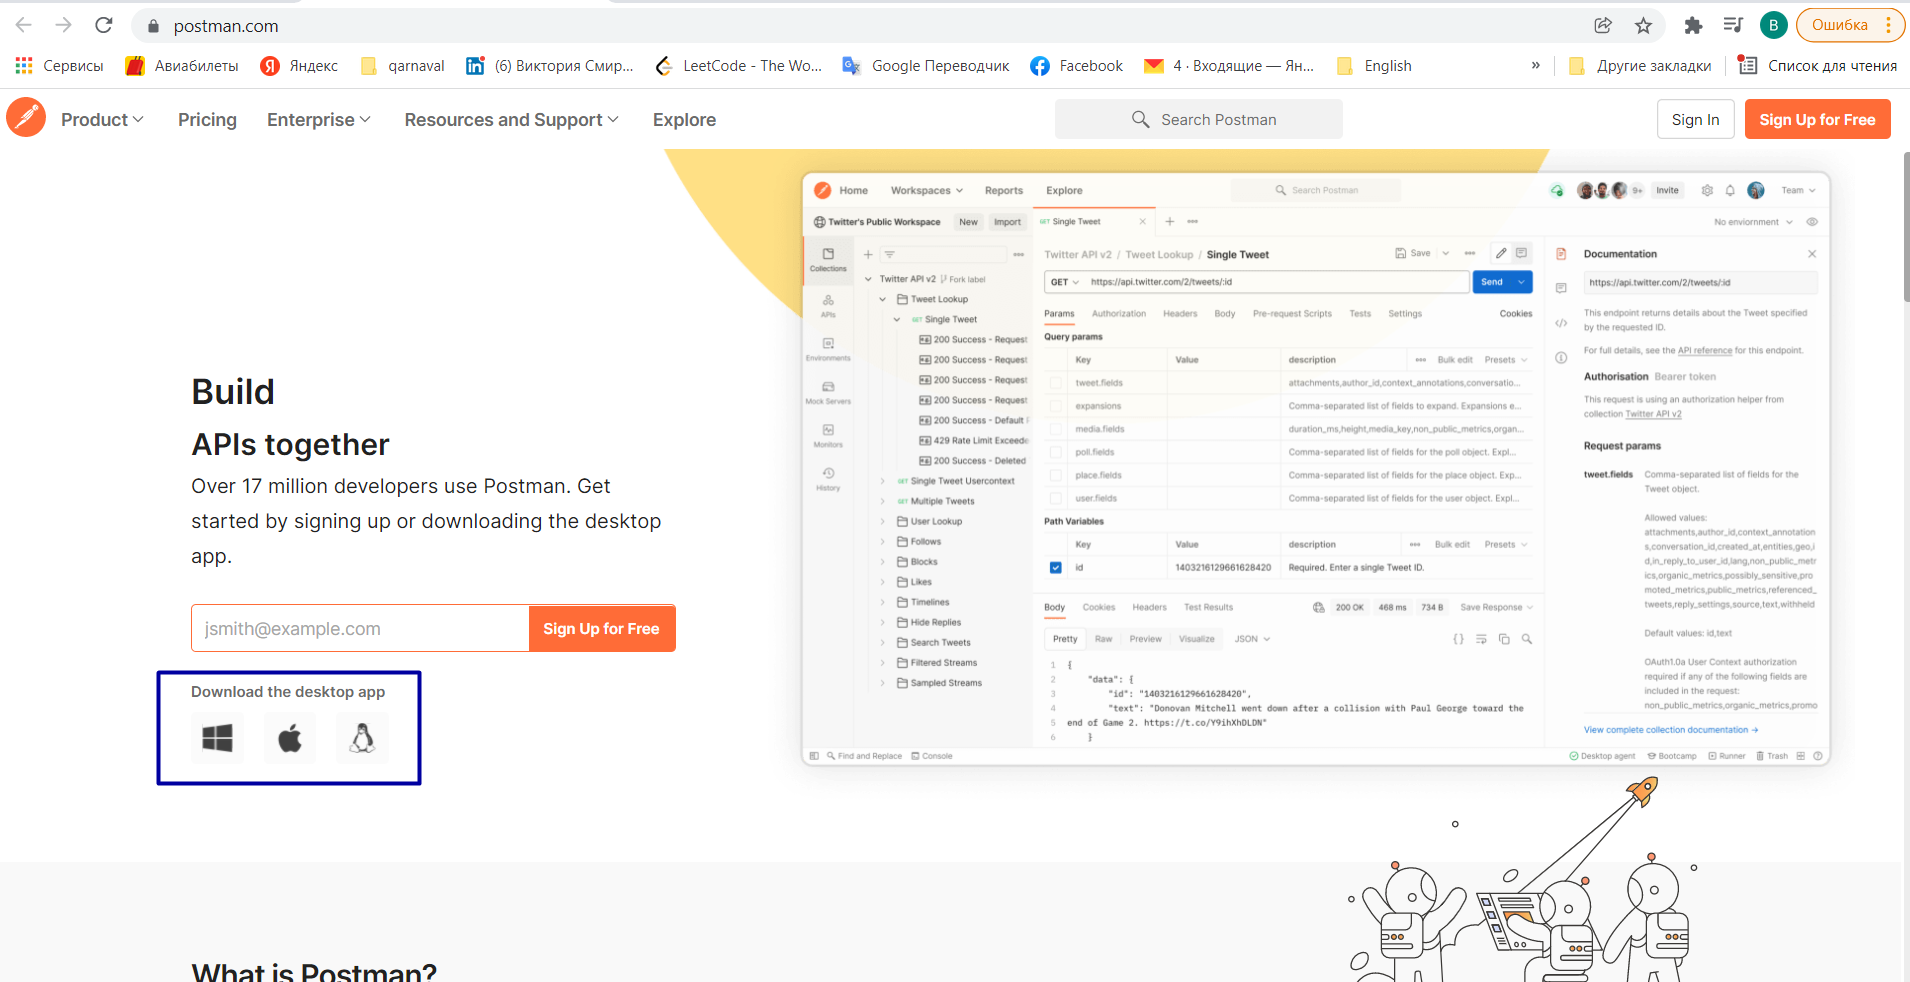 postman.com
B
Ошибка
Сервисы
Авиабилеты
Яндекс
qarnaval
(6) Виктория Смир...
LeetCode - The Wo...
Google Переводчик
Facebook
4 · Входящие — Ян...
English
»
Другие закладки
Список для чтения
Product
Pricing
Enterprise
Resources and Support
Explore
Search Postman
Sign In
Sign Up for Free
Build
APIs together
Over 17 million developers use Postman. Get
started by signing up or downloading the desktop
app.
jsmith@example.com
Sign Up for Free
Download the desktop app
Home
Workspaces
Reports
Explore
Search Postman
9+
Invite
Team
Twitter's Public Workspace
New
Import
GET Single Tweet
No enviornment
Collections
APIs
Environments
Mock Servers
Monitors
History
Twitter API v2
Fork label
Tweet Lookup
GET Single Tweet
200 Success - Request
200 Success - Request
200 Success - Request
200 Success - Request
200 Success - Default
429 Rate Limit Exceede
200 Success - Deleted
GET Single Tweet Usercontext
GET Multiple Tweets
User Lookup
Follows
Blocks
Likes
Timelines
Hide Replies
Search Tweets
Filtered Streams
Sampled Streams
Twitter API v2 / Tweet Lookup / Single Tweet
Save
GET
https://api.twitter.com/2/tweets/:id
Send
Params
Authorization
Headers
Body
Pre-request Scripts
Tests
Settings
Cookies
Query params
Key Value description
Bulk edit
Presets
tweet.fields attachments,author_id,context_annotations,conversatio...
expansions Comma-separated list of fields to expand. Expansions e...
media.fields duration_ms,height,media_key,non_public_metrics,organ...
poll.fields Comma-separated list of fields for the poll object. Expl...
place.fields Comma-separated list of fields for the place object. Exp...
user.fields Comma-separated list of fields for the user object. Expl...
Path Variables
Key Value description
Bulk edit
Presets
id 1403216129661628420 Required. Enter a single Tweet ID.
Body
Cookies
Headers
Test Results
200 OK
468 ms
734 B
Save Response
Pretty
Raw
Preview
Visualize
JSON
1 {
2 "data": {
3 "id": "1403216129661628420",
4 "text": "Donovan Mitchell went down after a collision with Paul George toward the
5 end of Game 2. https://t.co/Y9ihXhDLDN"
6 }
Documentation
https://api.twitter.com/2/tweets/:id
This endpoint returns details about the Tweet specified
by the requested ID.
For full details, see the API reference for this endpoint.
Authorisation Bearer token
This request is using an authorization helper from
collection Twitter API v2
Request params
tweet.fields
Comma-separated list of fields for the
Tweet object.
Allowed values:
attachments,author_id,context_annotation
s,conversation_id,created_at,entities,geo,i
d,in_reply_to_user_id,lang,non_public_metr
ics,organic_metrics,possibly_sensitive,pro
moted_metrics,public_metrics,referenced_
tweets,reply_settings,source,text,withheld
Default values: id,text
OAuth1.0a User Context authorization
required if any of the following fields are
included in the request:
non_public_metrics,organic_metrics,promo
View complete collection documentation →
Find and Replace
Console
Desktop agent
Bootcamp
Runner
Trash
What is Postman?